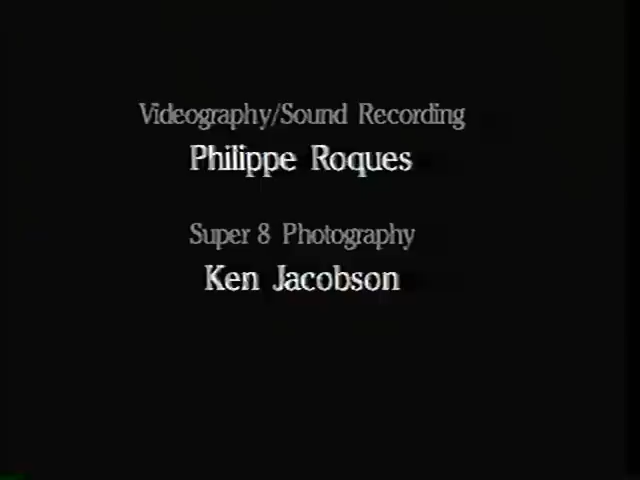 Videography/Sound Recording
Philippe Roques
Super 8 Photography
Ken Jacobson